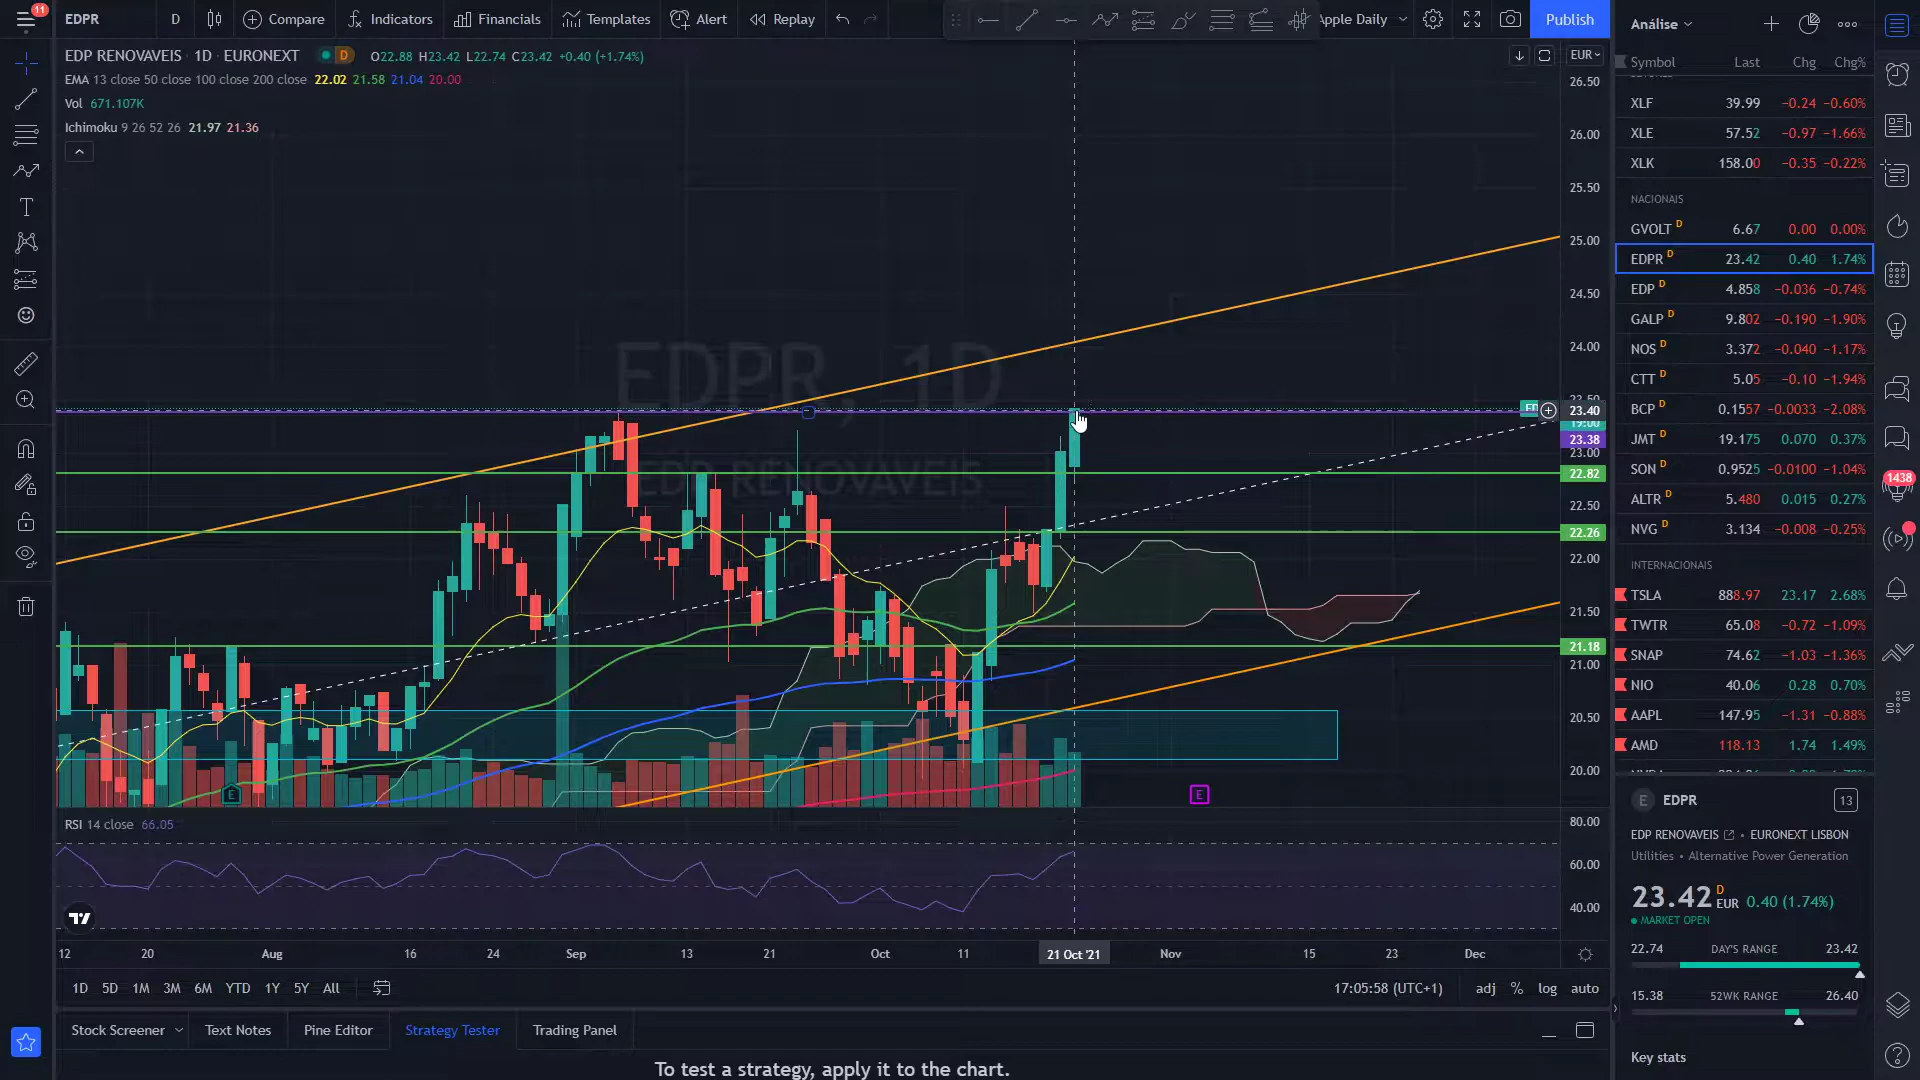 11
EDPR D Compare Indicators Financials Templates Alert Replay Apple Daily Publish
EDP RENOVAVEIS · 1D · EURONEXT D O22.88 H23.42 L22.74 C23.42 +0.40 (+1.74%)
EMA 13 close 50 close 100 close 200 close 22.02 21.58 21.04 20.00
Vol 671.107K
Ichimoku 9 26 52 26 21.97 21.36
EUR
26.50
26.00
25.50
25.00
24.50
24.00
23.40
23.38
23.00
22.82
22.50
22.26
22.00
21.50
21.18
21.00
20.50
20.00
EDPR, 1D
EDP RENOVAVEIS
E
E
RSI 14 close 66.05
80.00
60.00
40.00
12 20 Aug 16 24 Sep 13 21 Oct 11 21 Oct '21 Nov 15 23 Dec
1D 5D 1M 3M 6M YTD 1Y 5Y All 17:05:58 (UTC+1) adj % log auto
Stock Screener Text Notes Pine Editor Strategy Tester Trading Panel
To test a strategy, apply it to the chart.
Análise
Symbol Last Chg Chg%
XLF 39.99 −0.24 −0.60%
XLE 57.52 −0.97 −1.66%
XLK 158.00 −0.35 −0.22%
NACIONAIS
GVOLT D 6.67 0.00 0.00%
EDPR D 23.42 0.40 1.74%
EDP D 4.858 −0.036 −0.74%
GALP D 9.802 −0.190 −1.90%
NOS D 3.372 −0.040 −1.17%
CTT D 5.05 −0.10 −1.94%
BCP D 0.1557 −0.0033 −2.08%
JMT D 19.175 0.070 0.37%
SON D 0.9525 −0.0100 −1.04%
ALTR D 5.480 0.015 0.27%
NVG D 3.134 −0.008 −0.25%
INTERNACIONAIS
TSLA 888.97 23.17 2.68%
TWTR 65.08 −0.72 −1.09%
SNAP 74.62 −1.03 −1.36%
NIO 40.06 0.28 0.70%
AAPL 147.95 −1.31 −0.88%
AMD 118.13 1.74 1.49%
E EDPR 13
EDP RENOVAVEIS • EURONEXT LISBON
Utilities • Alternative Power Generation
23.42 D EUR 0.40 (1.74%)
MARKET OPEN
22.74 DAY'S RANGE 23.42
15.38 52WK RANGE 26.40
Key stats
1438